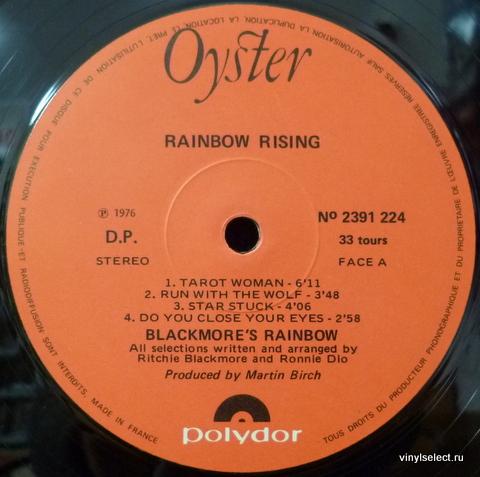 Oyster
RAINBOW RISING
℗ 1976
Nº 2391 224
D.P.
33 tours
STEREO
FACE A
1. TAROT WOMAN - 6'11
2. RUN WITH THE WOLF - 3'48
3. STAR STUCK - 4'06
4. DO YOU CLOSE YOUR EYES - 2'58
BLACKMORE'S RAINBOW
All selections written and arranged by
Ritchie Blackmore and Ronnie Dio
Produced by Martin Birch
polydor
MADE IN FRANCE
TOUS DROITS DU PRODUCTEUR PHONOGRAPHIQUE ET DU PROPRIETAIRE DE L'ŒUVRE ENREGISTREE RESERVES. SAUF AUTORISATION, LA DUPLICATION, LA LOCATION, LE PRET, L'UTILISATION DE CE DISQUE POUR EXECUTION PUBLIQUE ET RADIODIFFUSION SONT INTERDITS.
vinylselect.ru